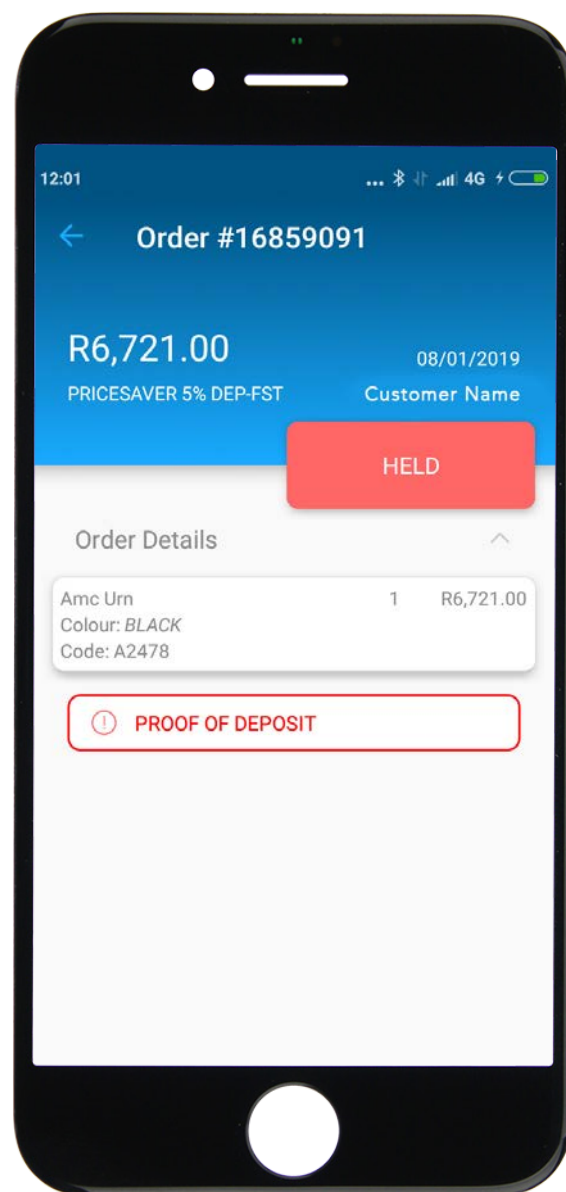 12:01 ... 4G
Order #16859091
R6,721.00
08/01/2019
PRICESAVER 5% DEP-FST Customer Name
HELD
Order Details
Amc Urn 1 R6,721.00
Colour: BLACK
Code: A2478
! PROOF OF DEPOSIT